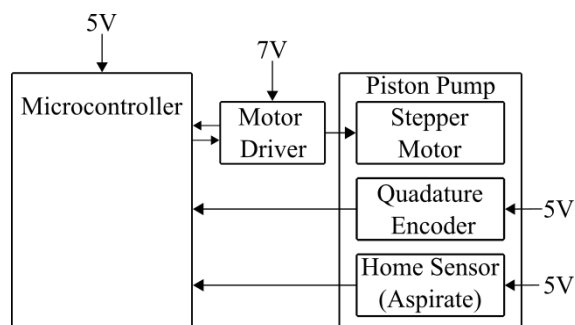 5V
7V
Microcontroller
Motor
Driver
Piston Pump
Stepper
Motor
Quadature
Encoder
5V
Home Sensor
(Aspirate)
5V